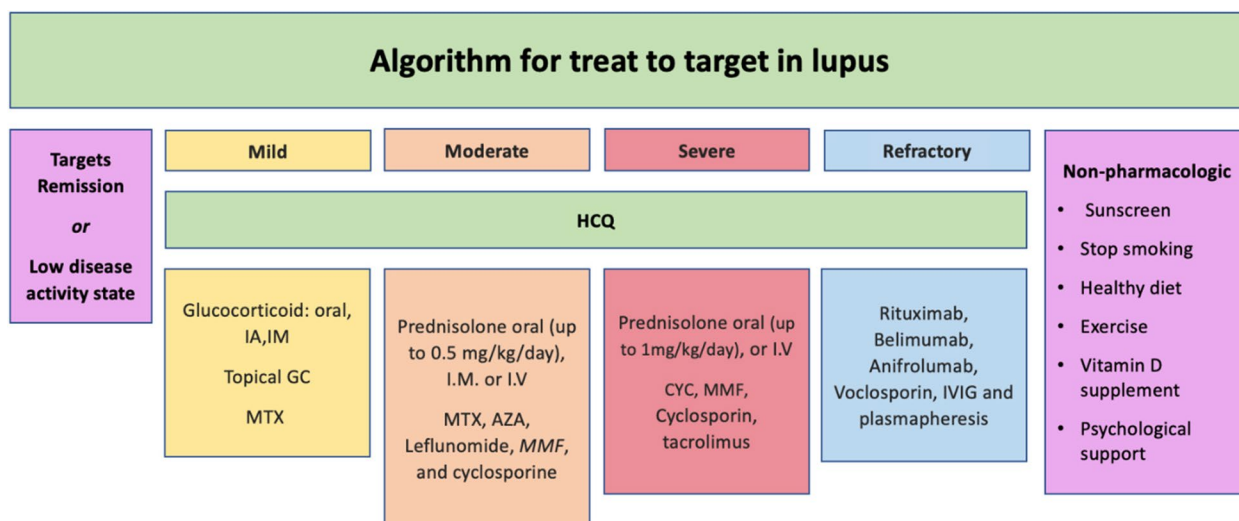 Algorithm for treat to target in lupus
Targets
Remission
or
Low disease
activity state
Mild
Moderate
Severe
Refractory
HCQ
Glucocorticoid: oral,
IA,IM
Topical GC
MTX
Prednisolone oral (up
to 0.5 mg/kg/day),
I.M. or I.V
MTX, AZA,
Leflunomide, MMF,
and cyclosporine
Prednisolone oral (up
to 1mg/kg/day), or I.V
CYC, MMF,
Cyclosporin,
tacrolimus
Rituximab,
Belimumab,
Anifrolumab,
Voclosporin, IVIG and
plasmapheresis
Non-pharmacologic
• Sunscreen
• Stop smoking
• Healthy diet
• Exercise
• Vitamin D
supplement
• Psychological
support